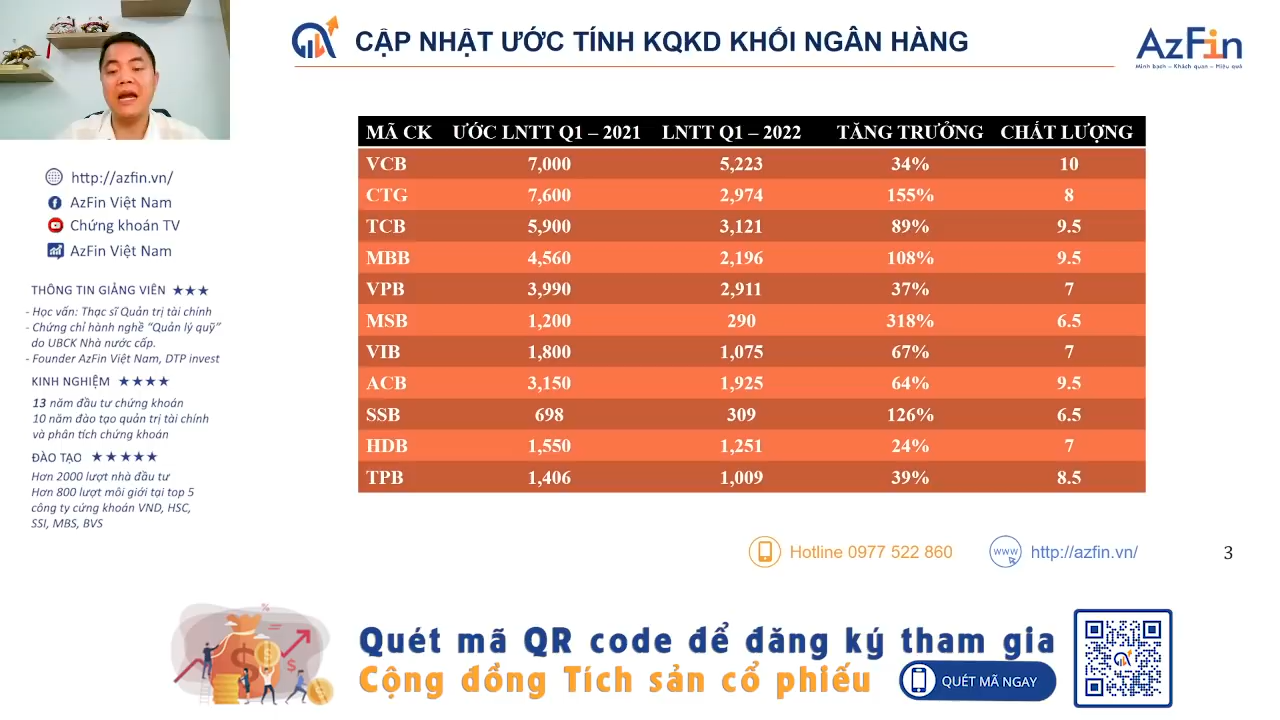 CẬP NHẬT ƯỚC TÍNH KQKD KHỐI NGÂN HÀNG
AzFin
Minh bạch – Khách quan – Hiệu quả
http://azfin.vn/
AzFin Việt Nam
Chứng khoán TV
AzFin Việt Nam
THÔNG TIN GIẢNG VIÊN ★★★
- Học vấn: Thạc sĩ Quản trị tài chính
- Chứng chỉ hành nghề “Quản lý quỹ”
do UBCK Nhà nước cấp.
- Founder AzFin Việt Nam, DTP invest
KINH NGHIỆM ★★★★
13 năm đầu tư chứng khoán
10 năm đào tạo quản trị tài chính
và phân tích chứng khoán
ĐÀO TẠO ★★★★★
Hơn 2000 lượt nhà đầu tư
Hơn 800 lượt môi giới tại top 5
công ty cứng khoán VND, HSC,
SSI, MBS, BVS
MÃ CK ƯỚC LNTT Q1 – 2021 LNTT Q1 – 2022 TĂNG TRƯỞNG CHẤT LƯỢNG
VCB 7,000 5,223 34% 10
CTG 7,600 2,974 155% 8
TCB 5,900 3,121 89% 9.5
MBB 4,560 2,196 108% 9.5
VPB 3,990 2,911 37% 7
MSB 1,200 290 318% 6.5
VIB 1,800 1,075 67% 7
ACB 3,150 1,925 64% 9.5
SSB 698 309 126% 6.5
HDB 1,550 1,251 24% 7
TPB 1,406 1,009 39% 8.5
Hotline 0977 522 860
www
http://azfin.vn/
3
Quét mã QR code để đăng ký tham gia
Cộng đồng Tích sản cổ phiếu
QUÉT MÃ NGAY